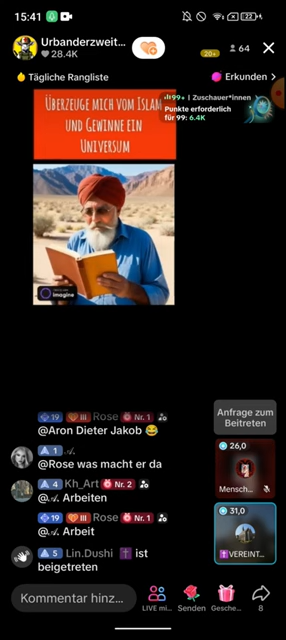 15:41
22
Urbanderzweit...
28.4K
20+
64
Tägliche Rangliste
Erkunden >
Überzeuge mich vom Islam
und Gewinne ein
Universum
99+ | Zuschauer*innen
Punkte erforderlich
für 99: 6.4K
imagine
19 III Rose Nr. 1
@Aron Dieter Jakob 😂
Anfrage zum
Beitreten
1 𝒜.
@Rose was macht er da
26,0
Mensch...
4 Kh_Art Nr. 2
@𝒜. Arbeiten
19 III Rose Nr. 1
@𝒜. Arbeit
31,0
✝️VEREINT...
5 Lin.Dushi ✝️ ist
beigetreten
Kommentar hinz...
LIVE mi...
Senden
Gesche...
8